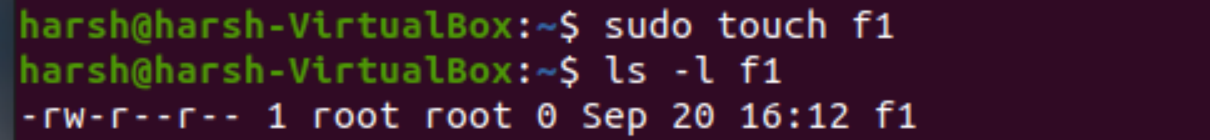 harsh@harsh-VirtualBox:~$ sudo touch f1
harsh@harsh-VirtualBox:~$ ls -l f1
-rw-r--r-- 1 root root 0 Sep 20 16:12 f1